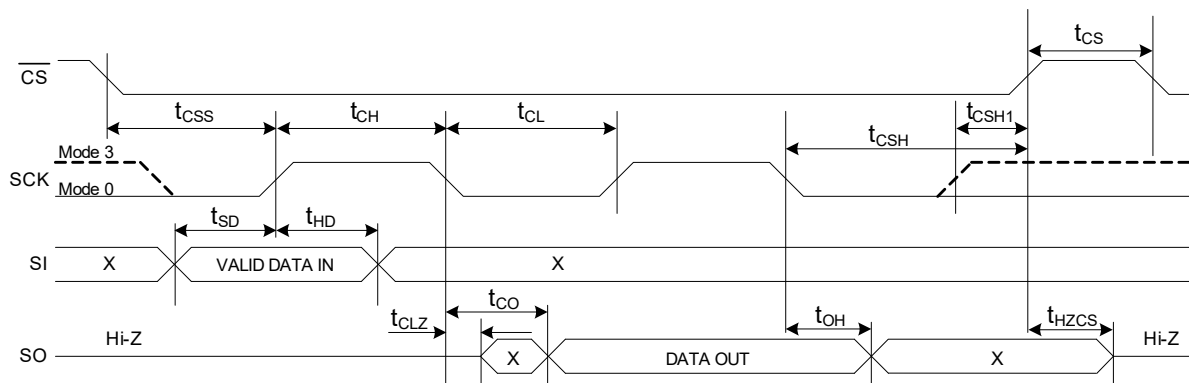 tCS
CS
tCSS tCH tCL tCSH1
tCSH
Mode 3
SCK
Mode 0
tSD tHD
SI X VALID DATA IN X
tCO
tCLZ tOH tHZCS
Hi-Z
SO X DATA OUT X Hi-Z